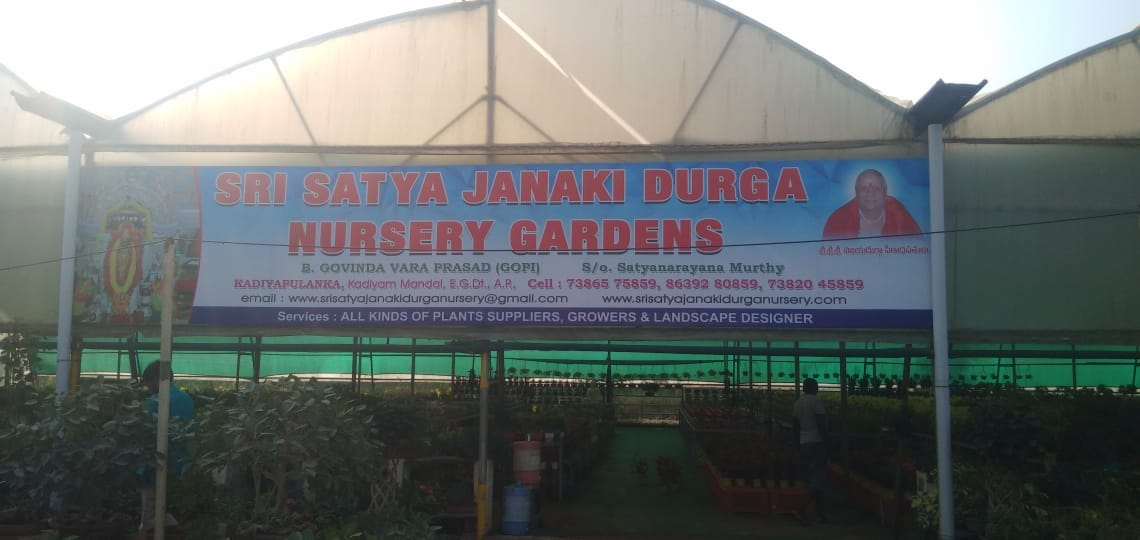 SRI SATYA JANAKI DURGA
NURSERY GARDENS
శ్రీ శ్రీ శ్రీ విజయదుర్గా పీఠాధిపతులు
B. GOVINDA VARA PRASAD (GOPI) S/o. Satyanarayana Murthy
KADIYAPULANKA, Kadiyam Mandal, E.G.Dt., A.P. Cell : 73865 75859, 86392 80859, 73820 45859
email : www.srisatyajanakidurganursery@gmail.com www.srisatyajanakidurganursery.com
Services : ALL KINDS OF PLANTS SUPPLIERS, GROWERS & LANDSCAPE DESIGNER